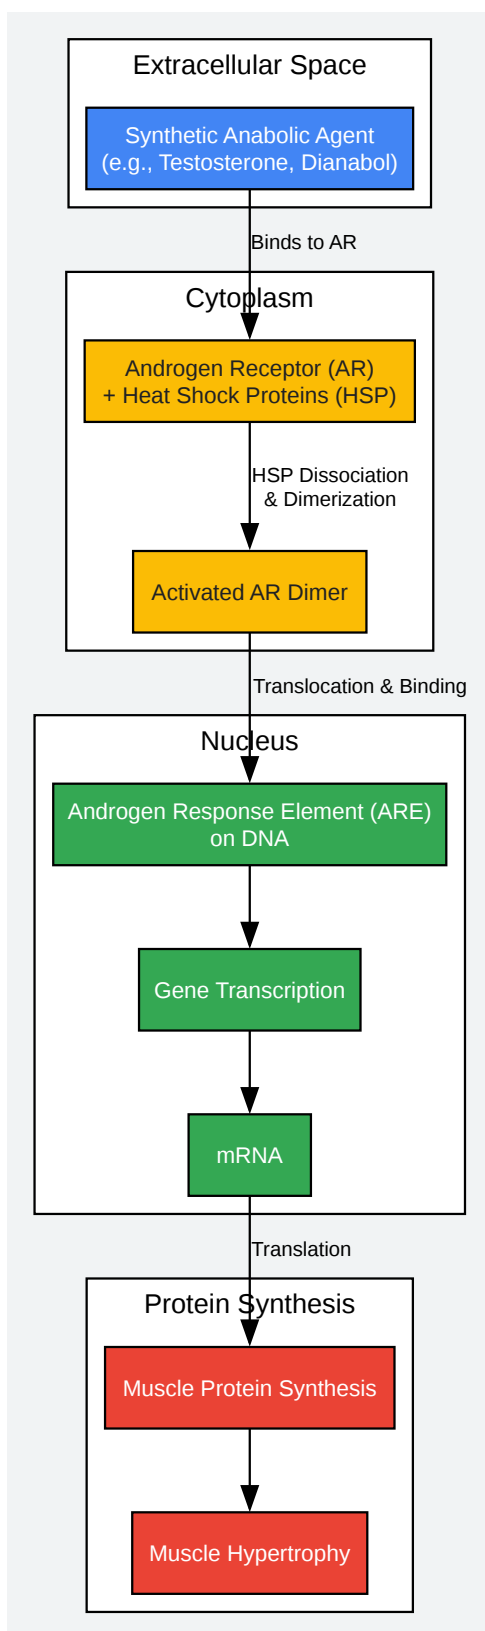 Extracellular Space
Synthetic Anabolic Agent
(e.g., Testosterone, Dianabol)
Binds to AR
Cytoplasm
Androgen Receptor (AR)
+ Heat Shock Proteins (HSP)
HSP Dissociation
& Dimerization
Activated AR Dimer
Translocation & Binding
Nucleus
Androgen Response Element (ARE)
on DNA
Gene Transcription
mRNA
Translation
Protein Synthesis
Muscle Protein Synthesis
Muscle Hypertrophy